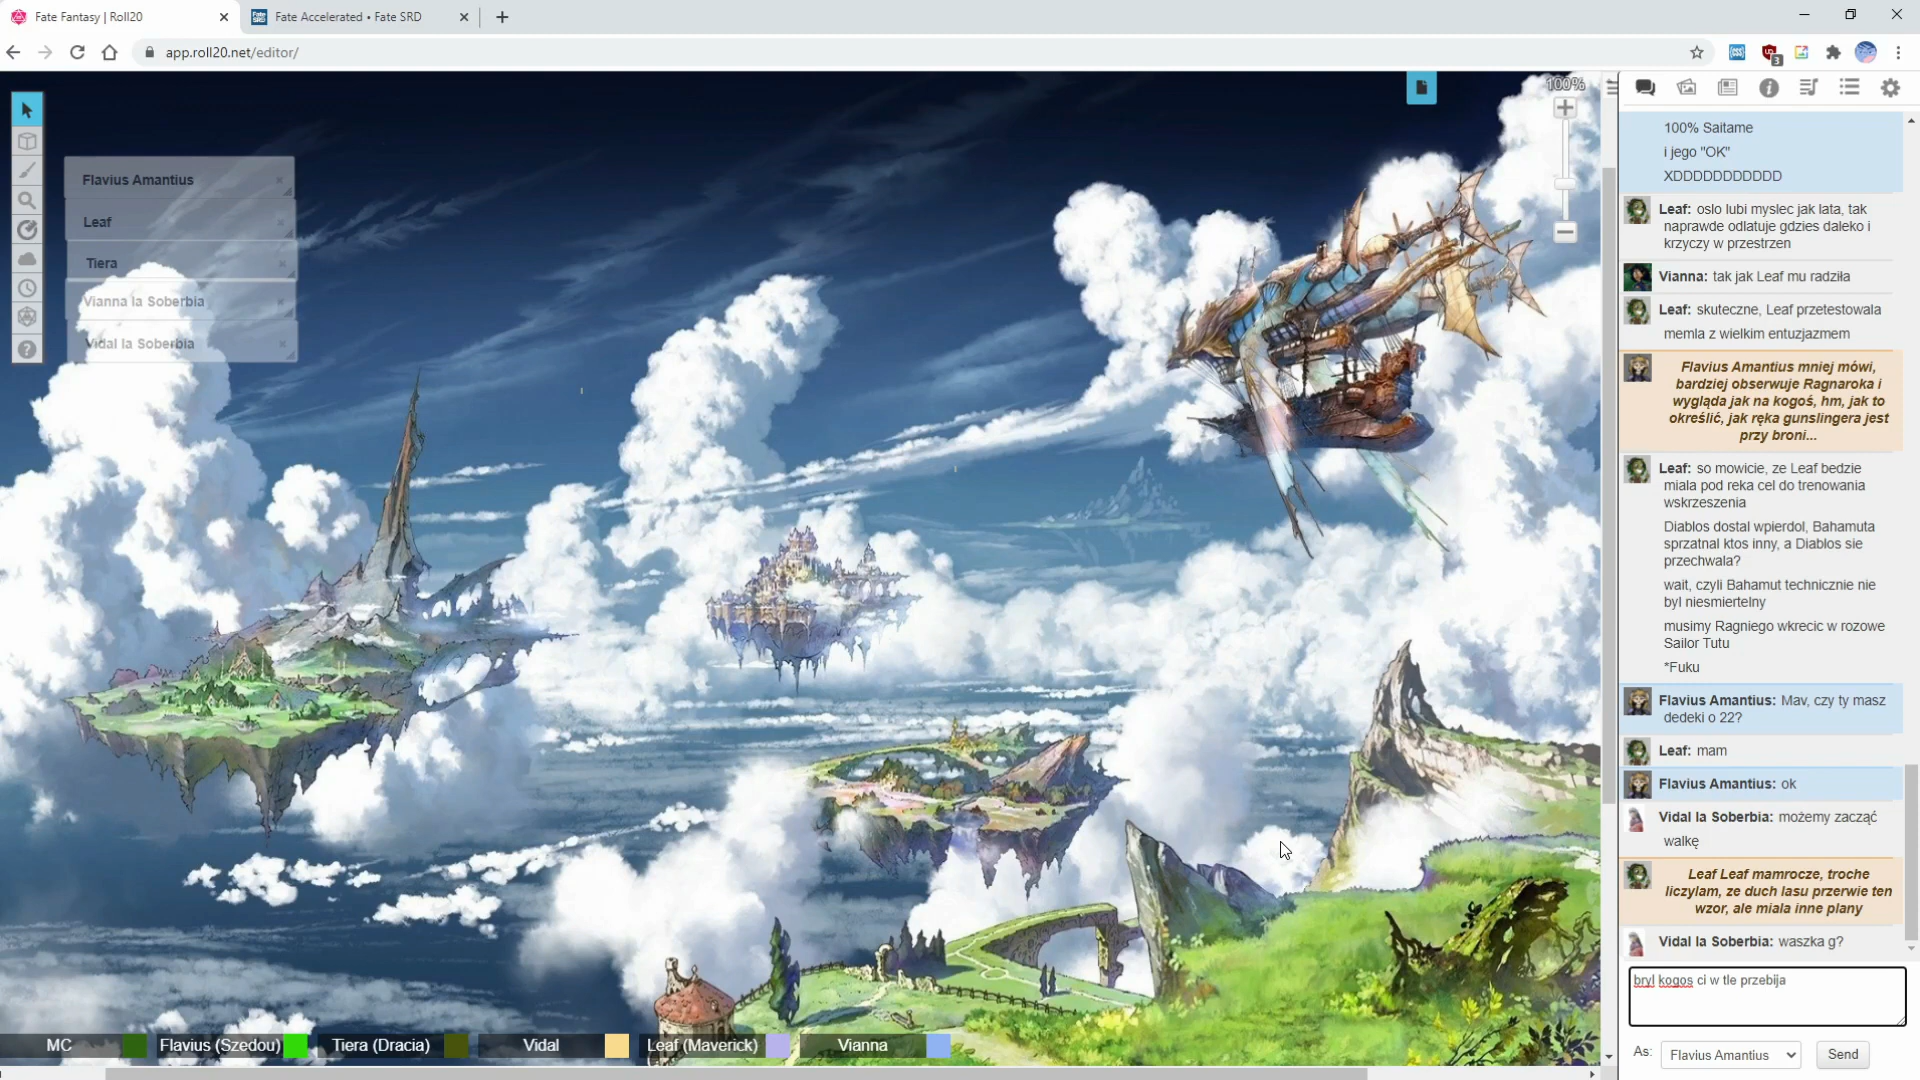 Fate Fantasy | Roll20
Fate Accelerated • Fate SRD
app.roll20.net/editor/
3
100%
Flavius Amantius
Leaf
Tiera
Vianna la Soberbia
Vidal la Soberbia
100% Saitame
i jego "OK"
XDDDDDDDDDDD
Leaf: oslo lubi myslec jak lata, tak
naprawde odlatuje gdzies daleko i
krzyczy w przestrzen
Vianna: tak jak Leaf mu radziła
Leaf: skuteczne, Leaf przetestowala
memla z wielkim entuzjazmem
Flavius Amantius mniej mówi,
bardziej obserwuje Ragnaroka i
wygląda jak na kogoś, hm, jak to
określić, jak ręka gunslingera jest
przy broni...
Leaf: so mowicie, ze Leaf bedzie
miala pod reka cel do trenowania
wskrzeszenia
Diablos dostal wpierdol, Bahamuta
sprzatnal ktos inny, a Diablos sie
przechwala?
wait, czyli Bahamut technicznie nie
byl niesmiertelny
musimy Ragniego wkrecic w rozowe
Sailor Tutu
*Fuku
Flavius Amantius: Mav, czy ty masz
dedeki o 22?
Leaf: mam
Flavius Amantius: ok
Vidal la Soberbia: możemy zacząć
walkę
Leaf Leaf mamrocze, troche
liczylam, ze duch lasu przerwie ten
wzor, ale miala inne plany
Vidal la Soberbia: waszka g?
bryl kogos ci w tle przebija
As: Flavius Amantius Send
MC Flavius (Szedou) Tiera (Dracia) Vidal Leaf (Maverick) Vianna